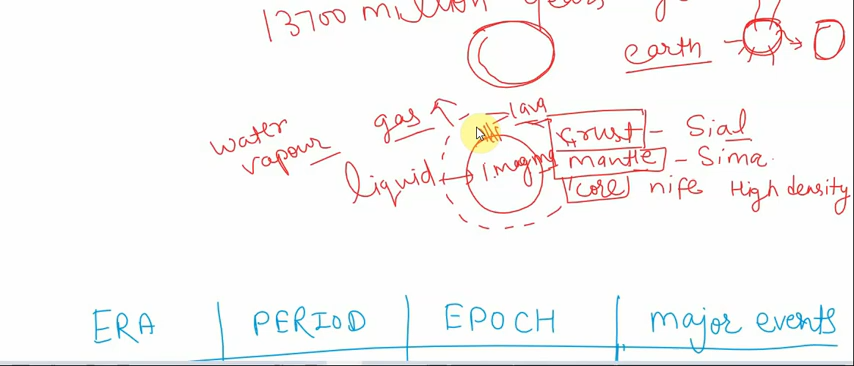 13700 million years
earth
gas
lava
water vapour
liquid
1. magma
crust - Sial
mantle - Sima
core nife High density
ERA PERIOD EPOCH major events